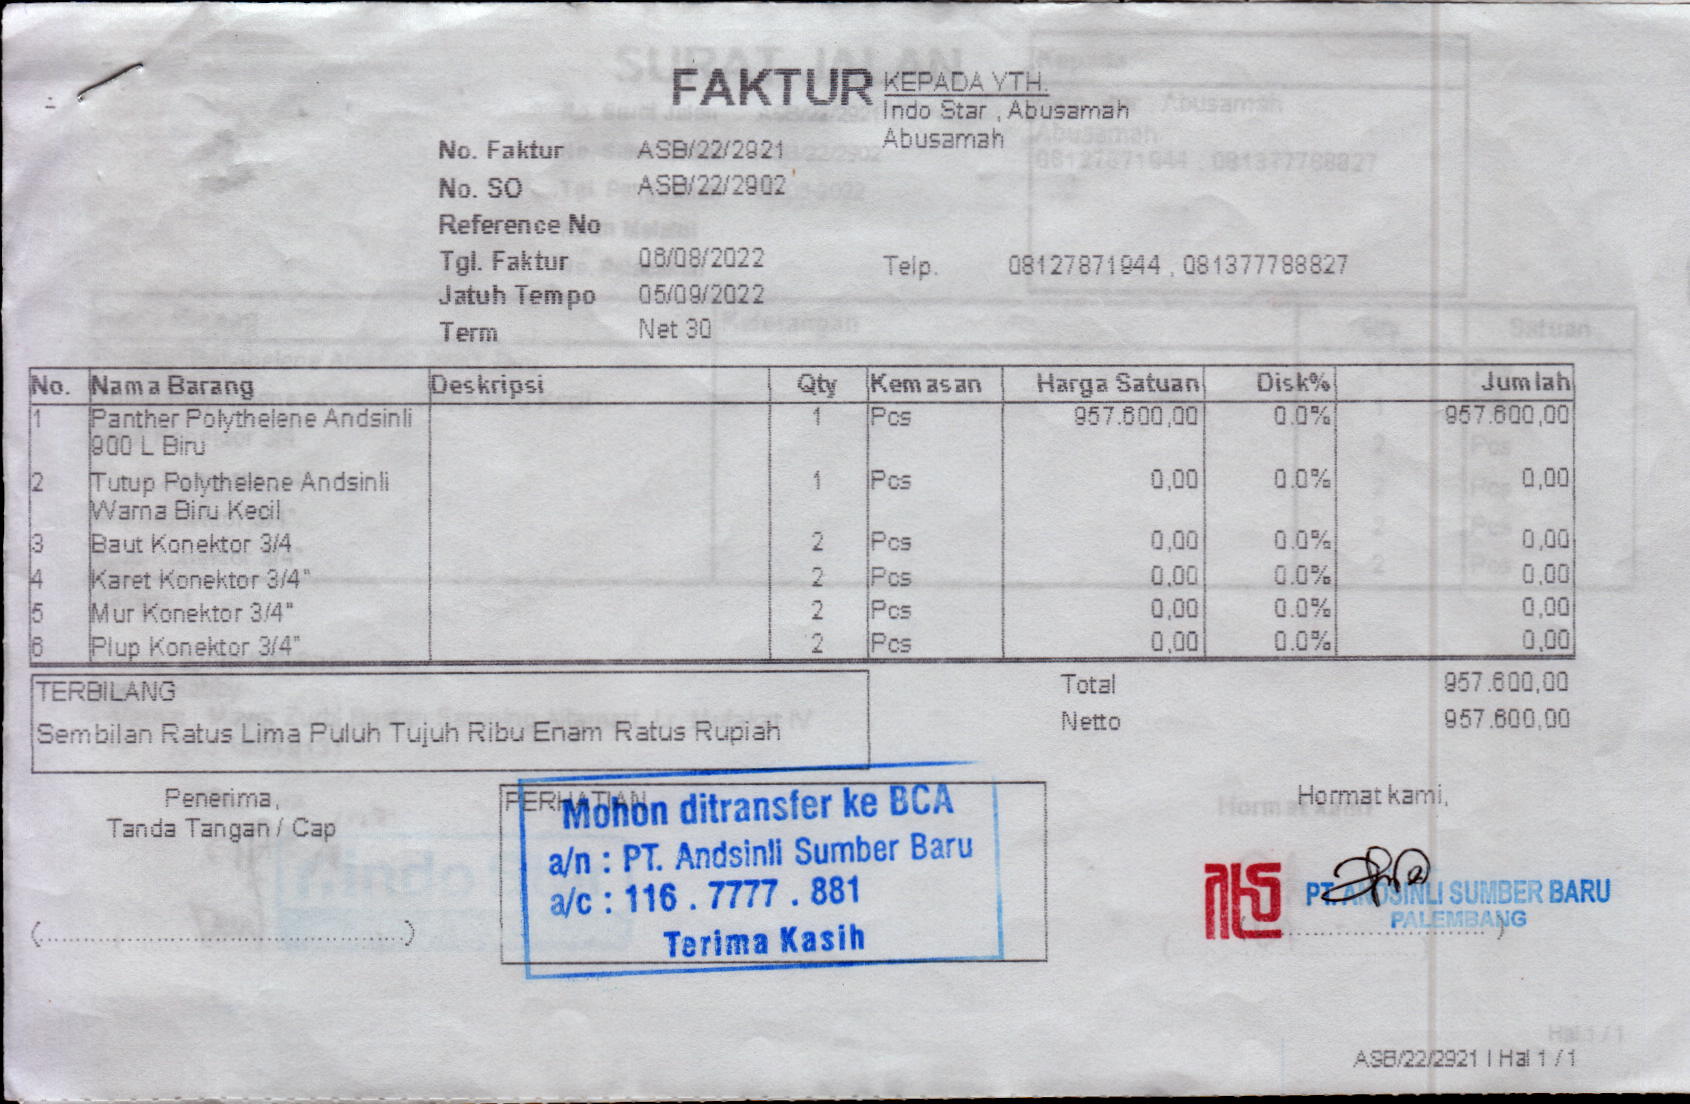 FAKTUR
KEPADA YTH.
Indo Star , Abusamah
Abusamah
No. Faktur ASB/22/2921
No. SO ASB/22/2902
Reference No
Tgl. Faktur 06/08/2022
Telp. 08127871944 , 081377788827
Jatuh Tempo 05/09/2022
Term Net 30
No. Nama Barang Deskripsi Qty Kemasan Harga Satuan Disk% Jumlah
1 Panther Polythelene Andsinli 1 Pcs 957.600,00 0.0% 957.600,00
900 L Biru
2 Tutup Polythelene Andsinli 1 Pcs 0,00 0.0% 0,00
Warna Biru Kecil
3 Baut Konektor 3/4 2 Pcs 0,00 0.0% 0,00
4 Karet Konektor 3/4" 2 Pcs 0,00 0.0% 0,00
5 Mur Konektor 3/4" 2 Pcs 0,00 0.0% 0,00
6 Plup Konektor 3/4" 2 Pcs 0,00 0.0% 0,00
TERBILANG
Sembilan Ratus Lima Puluh Tujuh Ribu Enam Ratus Rupiah
Total 957.600,00
Netto 957.600,00
Penerima,
Tanda Tangan / Cap
(........................................)
PERHATIAN
Mohon ditransfer ke BCA
a/n : PT. Andsinli Sumber Baru
a/c : 116 . 7777 . 881
Terima Kasih
Hormat kami,
PT. ANDSINLI SUMBER BARU
PALEMBANG
ASB/22/2921 | Hal 1 / 1